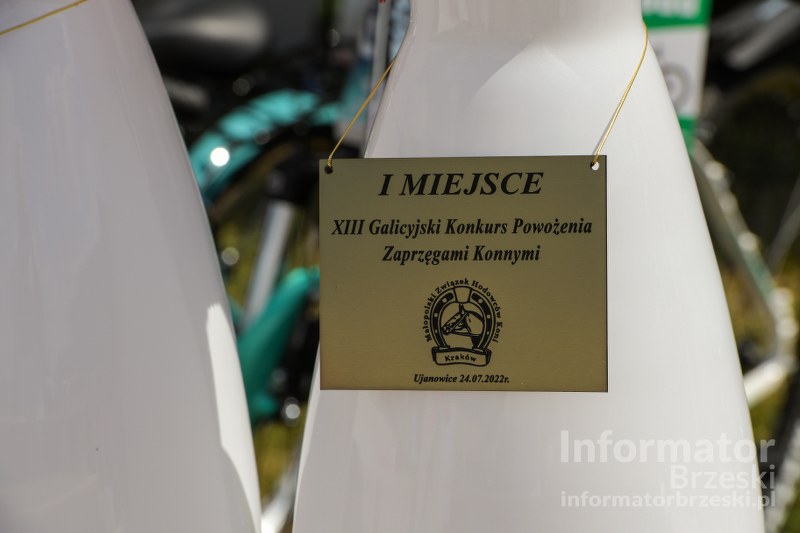 I MIEJSCE
XIII Galicyjski Konkurs Powożenia
Zaprzęgami Konnymi
Małopolski Związek Hodowców Koni
Kraków
Ujanowice 24.07.2022r.
Informator
Brzeski
informatorbrzeski.pl